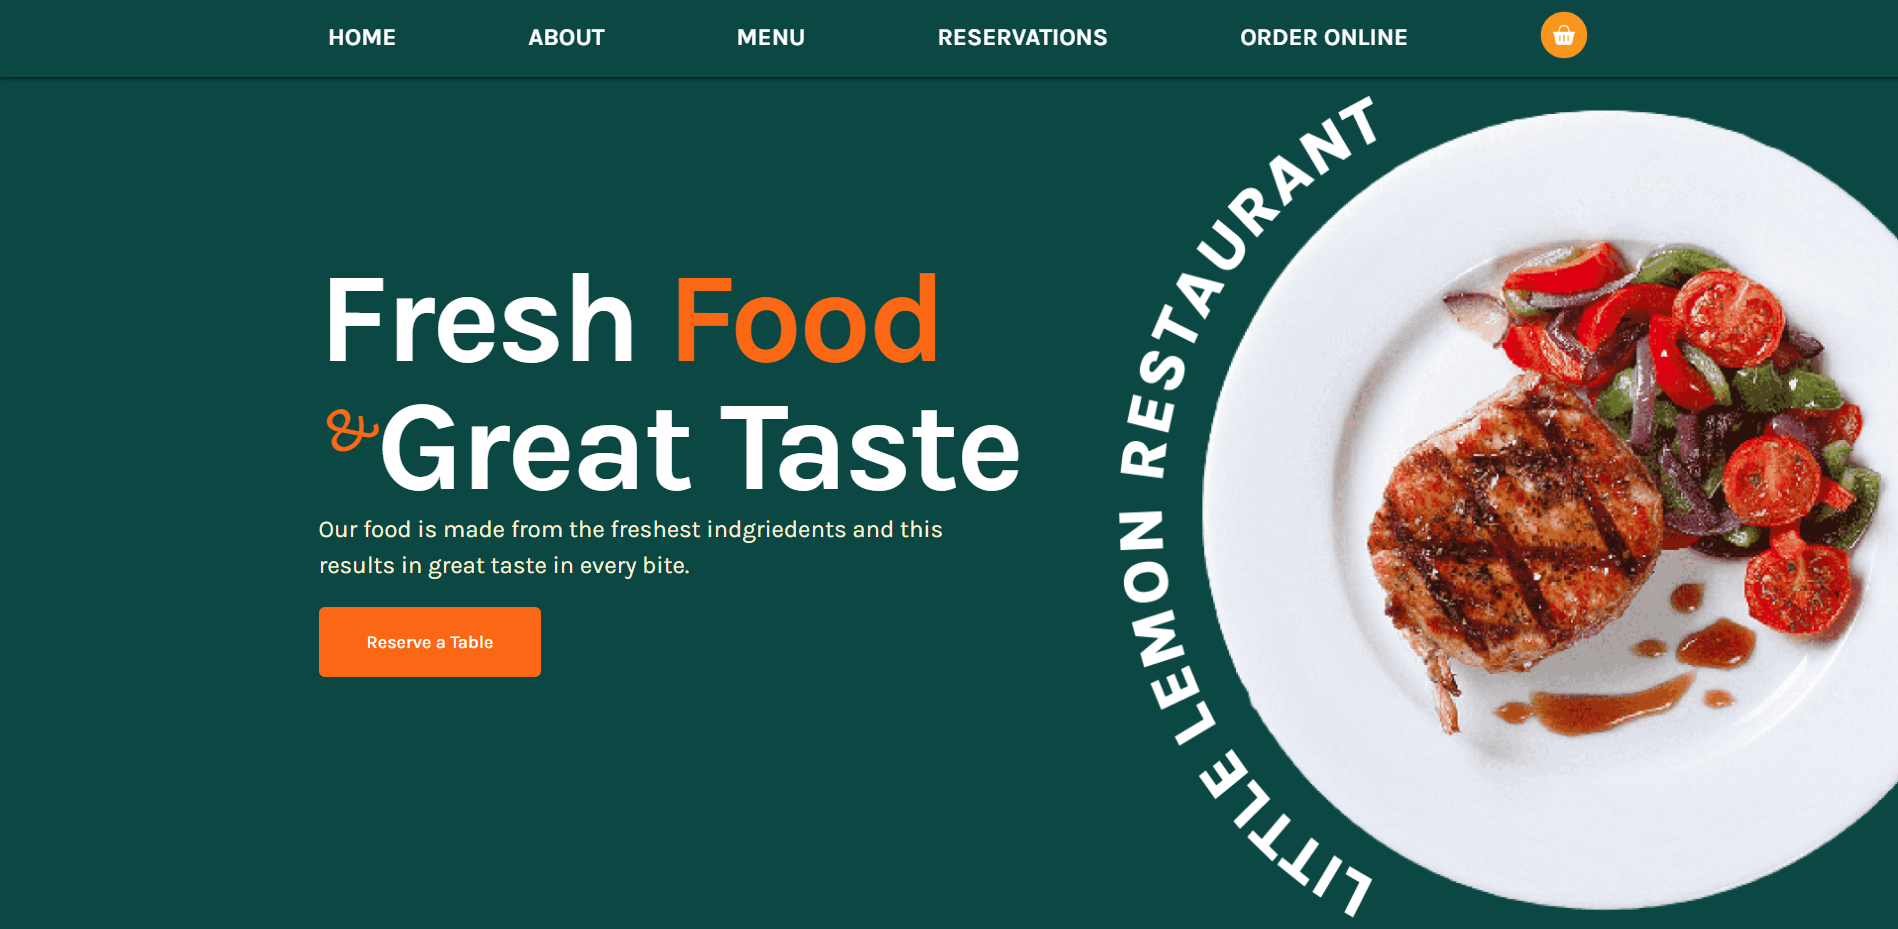 HOME ABOUT MENU RESERVATIONS ORDER ONLINE
Fresh Food
&Great Taste
Our food is made from the freshest indgriedents and this
results in great taste in every bite.
Reserve a Table
LITTLE LEMON RESTAURANT